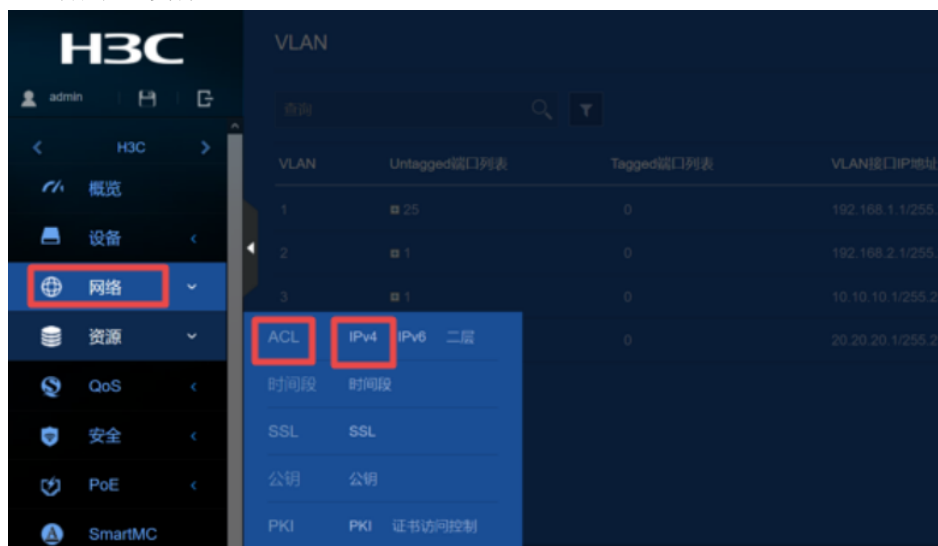 H3C
admin
H3C
概览
设备
网络
资源
QoS
安全
PoE
SmartMC
VLAN
查询
VLAN Untagged端口列表 Tagged端口列表 VLAN接口IP地址
1 25 0 192.168.1.1/255.
2 1 0 192.168.2.1/255.
3 1 0 10.10.10.1/255.2
0 20.20.20.1/255.2
ACL IPv4 IPv6 二层
时间段 时间段
SSL SSL
公钥 公钥
PKI PKI 证书访问控制